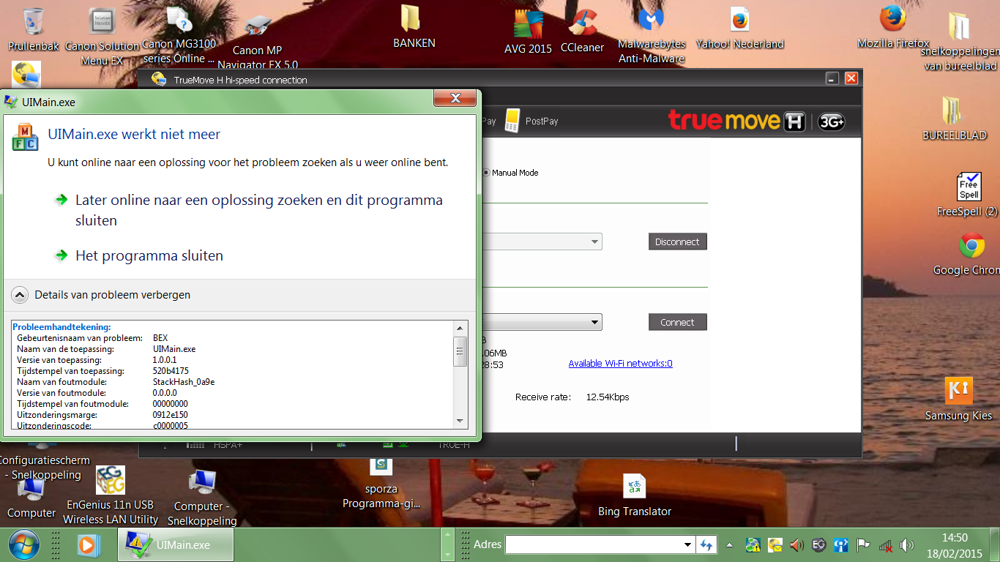 Prullenbak
Canon Solution
Menu EX
Canon MG3100
series Online ...
Canon MP
Navigator EX 5.0
BANKEN
AVG 2015
CCleaner
Malwarebytes
Anti-Malware
Yahoo! Nederland
Mozilla Firefox
snelkoppelingen
van bureelblad
TrueMove H hi-speed connection
Pay
PostPay
true move H 3G+
UIMain.exe
UIMain.exe werkt niet meer
U kunt online naar een oplossing voor het probleem zoeken als u weer online bent.
Later online naar een oplossing zoeken en dit programma
sluiten
Het programma sluiten
Details van probleem verbergen
Probleemhandtekening:
Gebeurtenisnaam van probleem: BEX
Naam van de toepassing: UIMain.exe
Versie van toepassing: 1.0.0.1
Tijdstempel van toepassing: 520b4175
Naam van foutmodule: StackHash_0a9e
Versie van foutmodule: 0.0.0.0
Tijdstempel van foutmodule: 00000000
Uitzonderingsmarge: 0912e150
Uitzonderingscode: c0000005
Manual Mode
Disconnect
Connect
B
.06MB
28:53
Available Wi-Fi networks:0
Receive rate: 12.54Kbps
HSPA+
TRUE-H
BUREELBLAD
Free
Spell
FreeSpell (2)
Google Chrom
Ki
Samsung Kies
Configuratiescherm
- Snelkoppeling
Computer
EnGenius 11n USB
Wireless LAN Utility
Computer -
Snelkoppeling
sporza
Programma-gi...
Bing Translator
UIMain.exe
Adres
14:50
18/02/2015